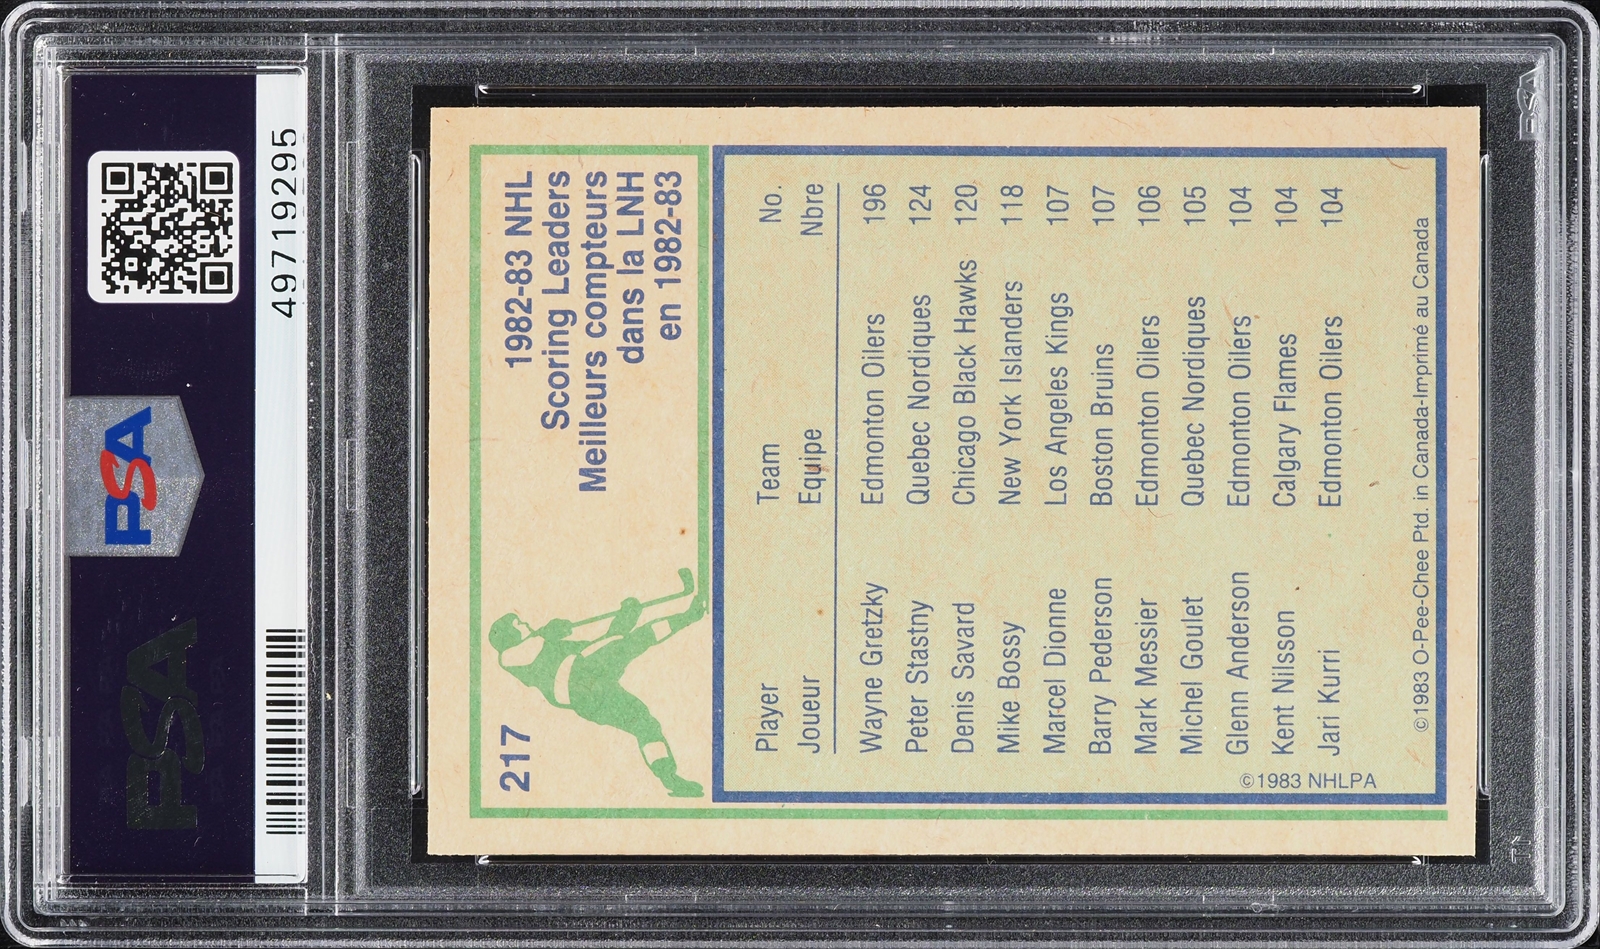 PSA
PSA
49719295
217
1982-83 NHL
Scoring Leaders
Meilleurs compteurs
dans la LNH
en 1982-83
Player Team No.
Joueur Equipe Nbre
Wayne Gretzky Edmonton Oilers 196
Peter Stastny Quebec Nordiques 124
Denis Savard Chicago Black Hawks 120
Mike Bossy New York Islanders 118
Marcel Dionne Los Angeles Kings 107
Barry Pederson Boston Bruins 107
Mark Messier Edmonton Oilers 106
Michel Goulet Quebec Nordiques 105
Glenn Anderson Edmonton Oilers 104
Kent Nilsson Calgary Flames 104
Jari Kurri Edmonton Oilers 104
©1983 NHLPA
©1983 O-Pee-Chee Ptd. in Canada-Imprimé au Canada
PSA